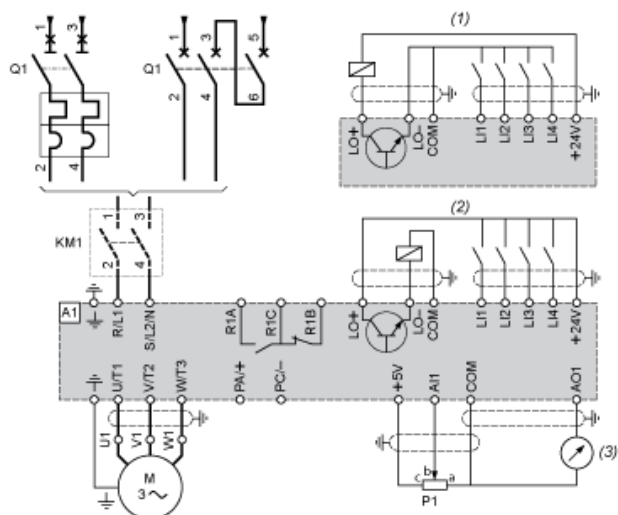 1
3
1
3
5
(1)
Q1
Q1
2
4
6
2
4
LO+
LO-
COM
LI1
LI2
LI3
LI4
+24V
1
3
(2)
KM1
2
4
A1
R/L1
S/L2/N
R1A
R1C
R1B
LO+
LO-
COM
LI1
LI2
LI3
LI4
+24V
U/T1
V/T2
W/T3
PA/+
PC/–
+5V
AI1
COM
AO1
U1
V1
W1
M
3
c
b
a
P1
(3)